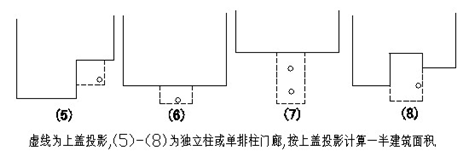 (5) (6) (7) (8)
虚线为上盖投影,(5)-(8)为独立柱或单排柱门廊,按上盖投影计算一半建筑面积.